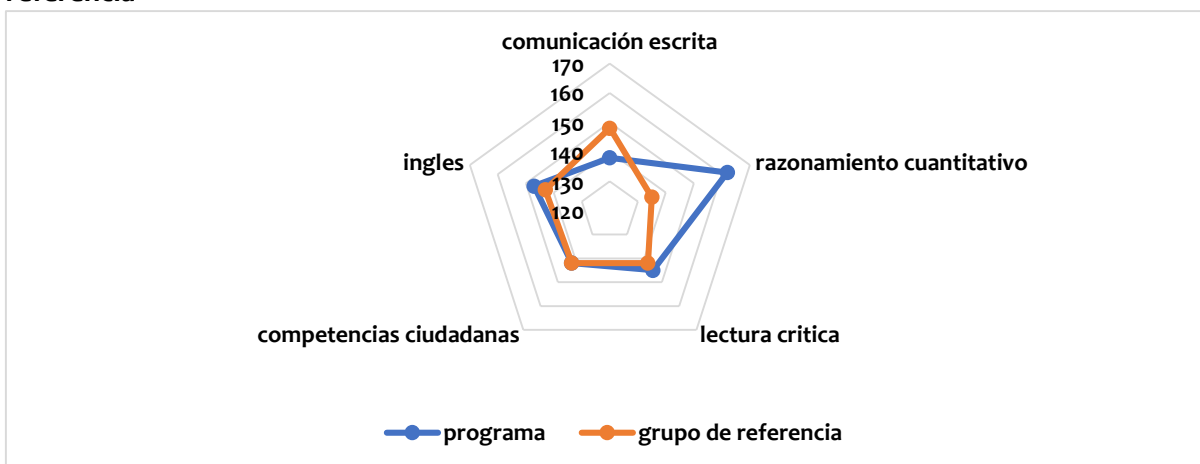 referencia
comunicación escrita
170
160
150
140
130
120
ingles
razonamiento cuantitativo
competencias ciudadanas
lectura critica
programa
grupo de referencia